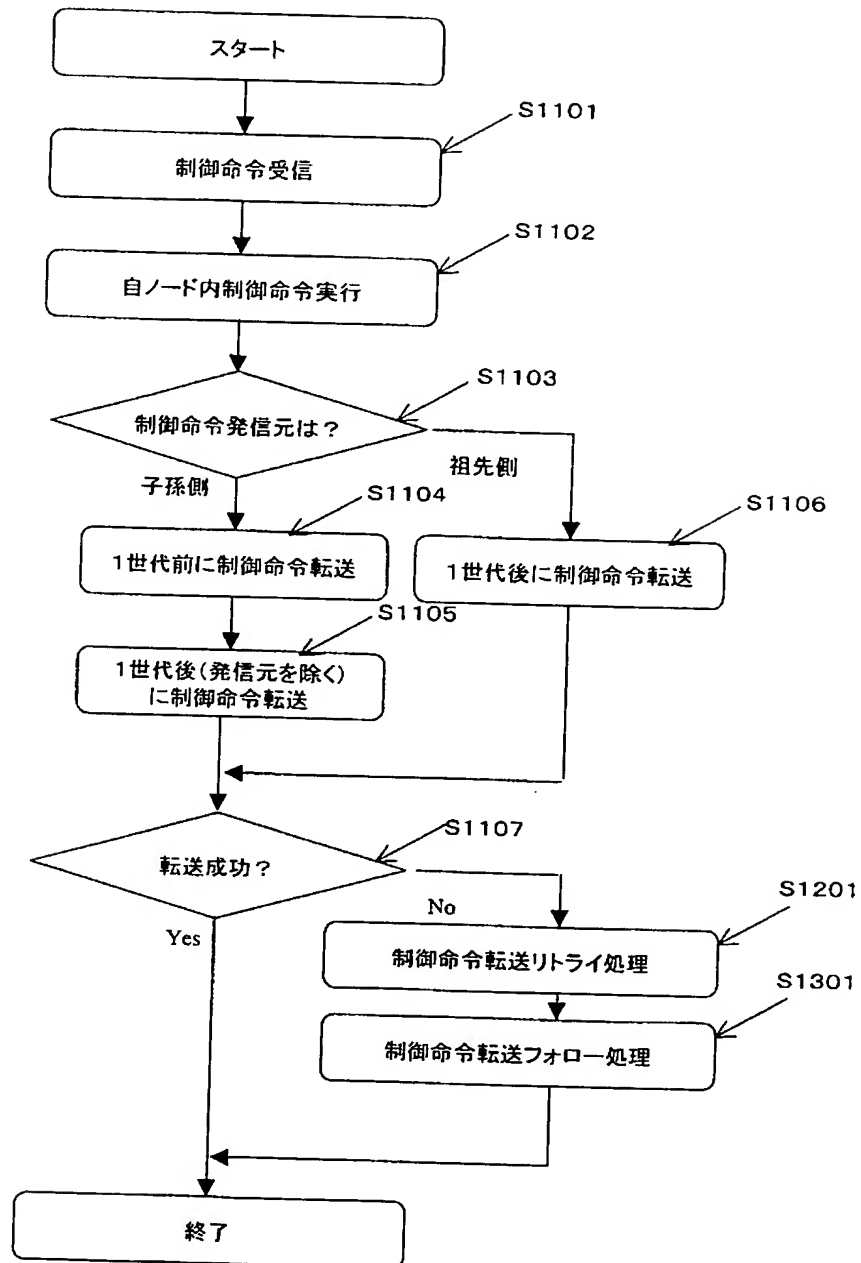 スタート
S1101
制御命令受信
S1102
自ノード内制御命令実行
S1103
制御命令発信元は?
子孫側
祖先側
S1104
S1106
1世代前に制御命令転送
1世代後に制御命令転送
S1105
1世代後(発信元を除く)
に制御命令転送
S1107
転送成功?
No
Yes
S1201
制御命令転送リトライ処理
S1301
制御命令転送フォロー処理
終了